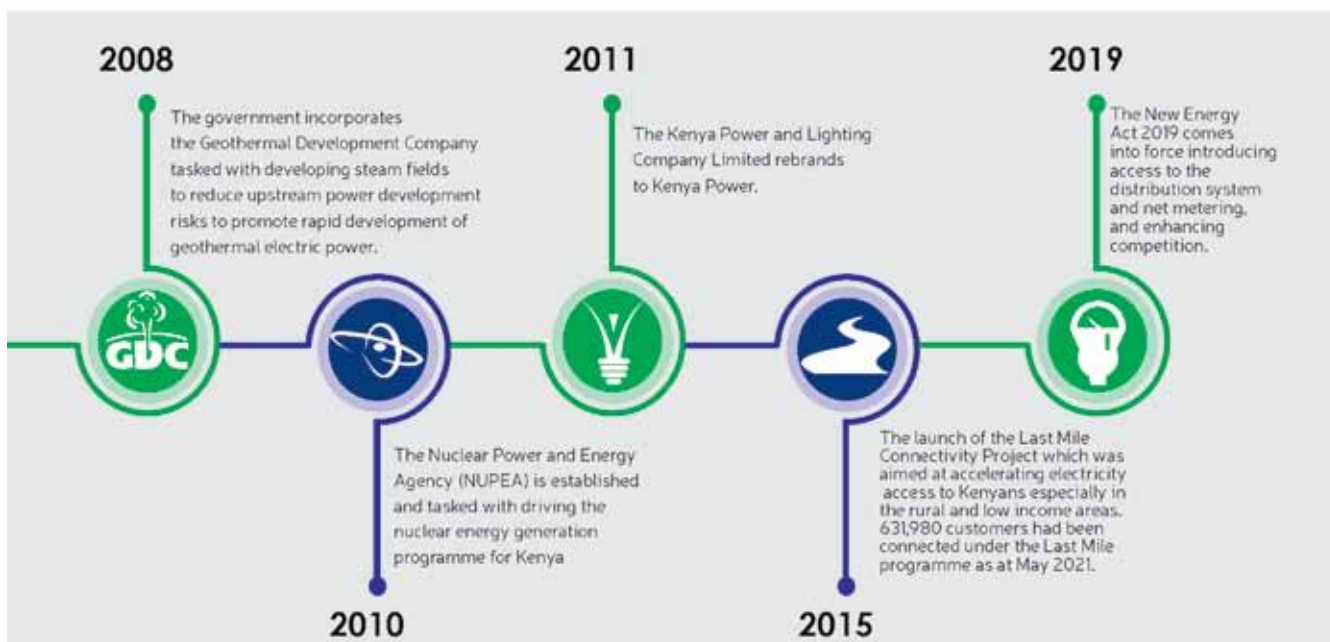 2008
The government incorporates
the Geothermal Development Company
tasked with developing steam fields
to reduce upstream power development
risks to promote rapid development of
geothermal electric power.
GDC
The Nuclear Power and Energy
Agency (NUPEA) is established
and tasked with driving the
nuclear energy generation
programme for Kenya
2010
2011
The Kenya Power and Lighting
Company Limited rebrands
to Kenya Power.
The launch of the Last Mile
Connectivity Project which was
aimed at accelerating electricity
access to Kenyans especially in
the rural and low income areas.
631,980 customers had been
connected under the Last Mile
programme as at May 2021.
2015
2019
The New Energy
Act 2019 comes
into force introducing
access to the
distribution system
and net metering,
and enhancing
competition.